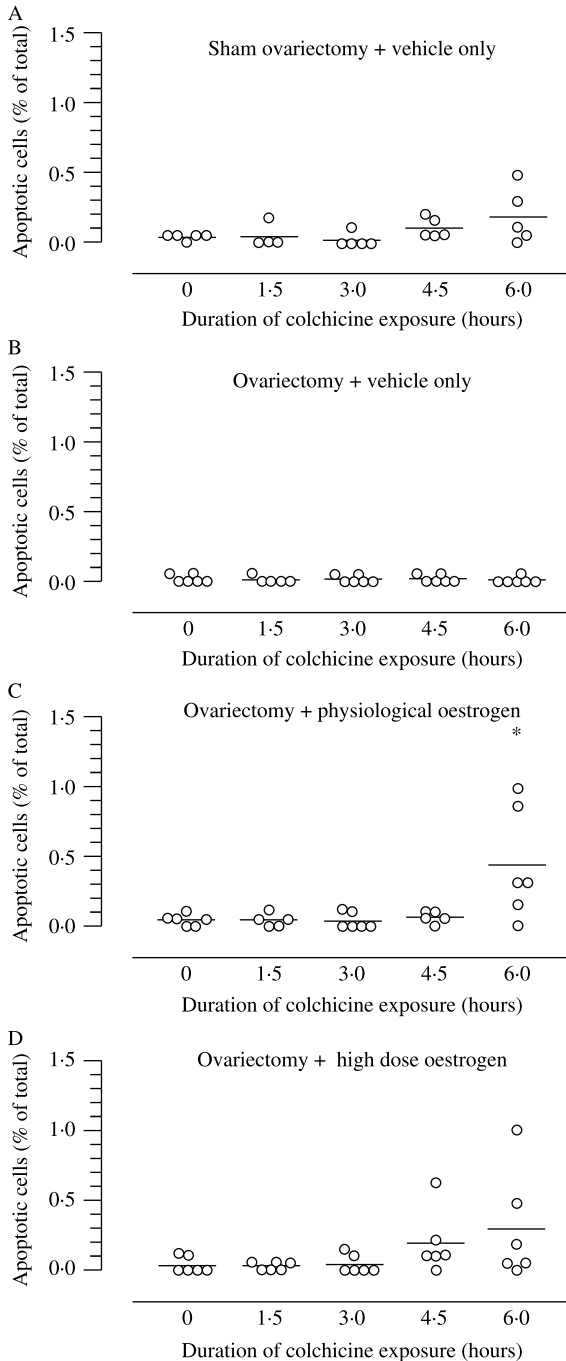 A
Sham ovariectomy + vehicle only
Apoptotic cells (% of total)
1·5
1·0
0·5
0·0
0 1·5 3·0 4·5 6·0
Duration of colchicine exposure (hours)
B
Ovariectomy + vehicle only
Apoptotic cells (% of total)
1·5
1·0
0·5
0·0
0 1·5 3·0 4·5 6·0
Duration of colchicine exposure (hours)
C
Ovariectomy + physiological oestrogen
*
Apoptotic cells (% of total)
1·5
1·0
0·5
0·0
0 1·5 3·0 4·5 6·0
Duration of colchicine exposure (hours)
D
Ovariectomy + high dose oestrogen
Apoptotic cells (% of total)
1·5
1·0
0·5
0·0
0 1·5 3·0 4·5 6·0
Duration of colchicine exposure (hours)